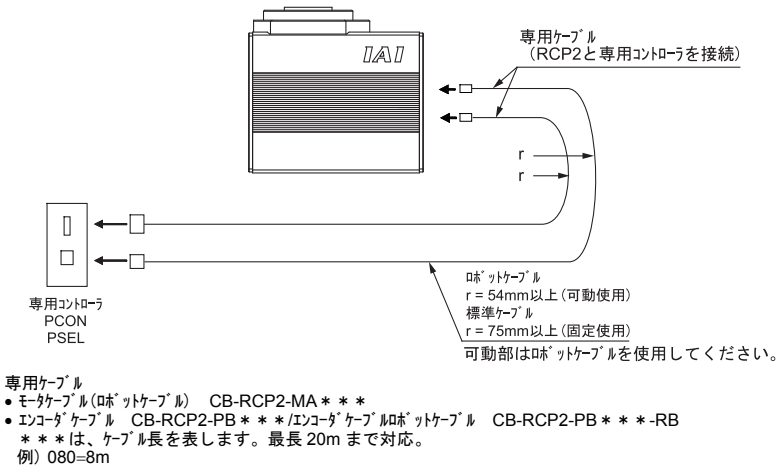 IAI
専用ｹｰﾌﾞﾙ
(RCP2と専用ｺﾝﾄﾛｰﾗを接続)
r
r
専用ｺﾝﾄﾛｰﾗ
PCON
PSEL
ﾛﾎﾞｯﾄｹｰﾌﾞﾙ
r = 54mm以上(可動使用)
標準ｹｰﾌﾞﾙ
r = 75mm以上(固定使用)
可動部はﾛﾎﾞｯﾄｹｰﾌﾞﾙを使用してください。
専用ｹｰﾌﾞﾙ
• ﾓｰﾀｹｰﾌﾞﾙ(ﾛﾎﾞｯﾄｹｰﾌﾞﾙ) CB-RCP2-MA＊＊＊
• ｴﾝｺｰﾀﾞｹｰﾌﾞﾙ CB-RCP2-PB＊＊＊/ｴﾝｺｰﾀﾞｹｰﾌﾞﾙﾛﾎﾞｯﾄｹｰﾌﾞﾙ CB-RCP2-PB＊＊＊-RB
＊＊＊は、ｹｰﾌﾞﾙ長を表します。最長 20m まで対応。
例) 080=8m